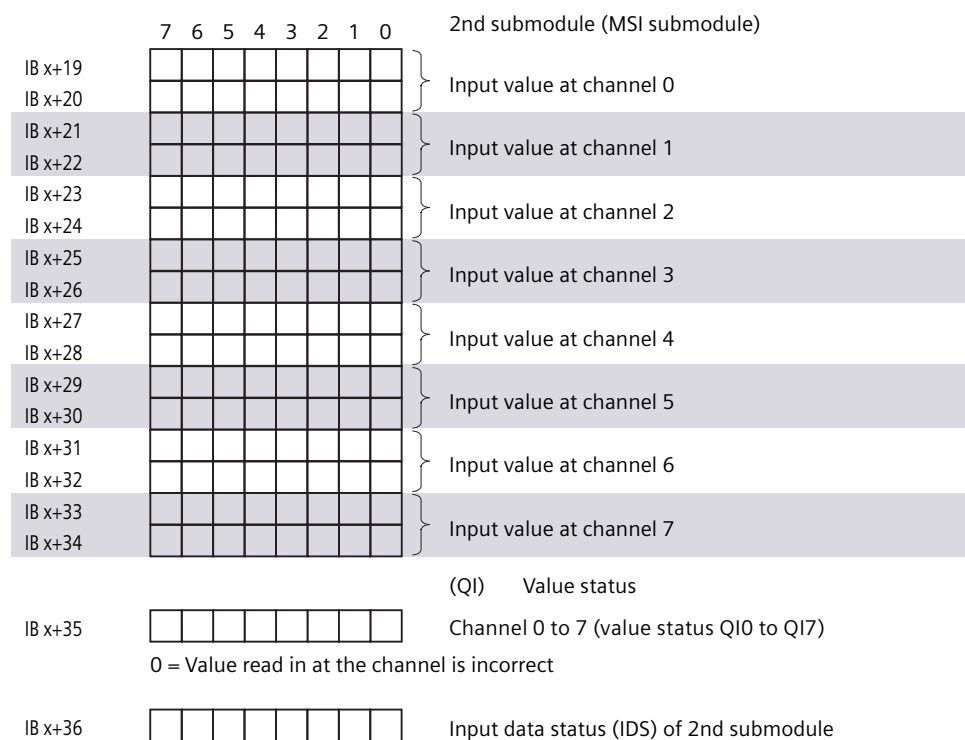 2nd submodule (MSI submodule)
7 6 5 4 3 2 1 0
IB x+19
Input value at channel 0
IB x+20
IB x+21
Input value at channel 1
IB x+22
IB x+23
Input value at channel 2
IB x+24
IB x+25
Input value at channel 3
IB x+26
IB x+27
Input value at channel 4
IB x+28
IB x+29
Input value at channel 5
IB x+30
IB x+31
Input value at channel 6
IB x+32
IB x+33
Input value at channel 7
IB x+34
(QI) Value status
IB x+35 Channel 0 to 7 (value status QI0 to QI7)
0 = Value read in at the channel is incorrect
IB x+36 Input data status (IDS) of 2nd submodule